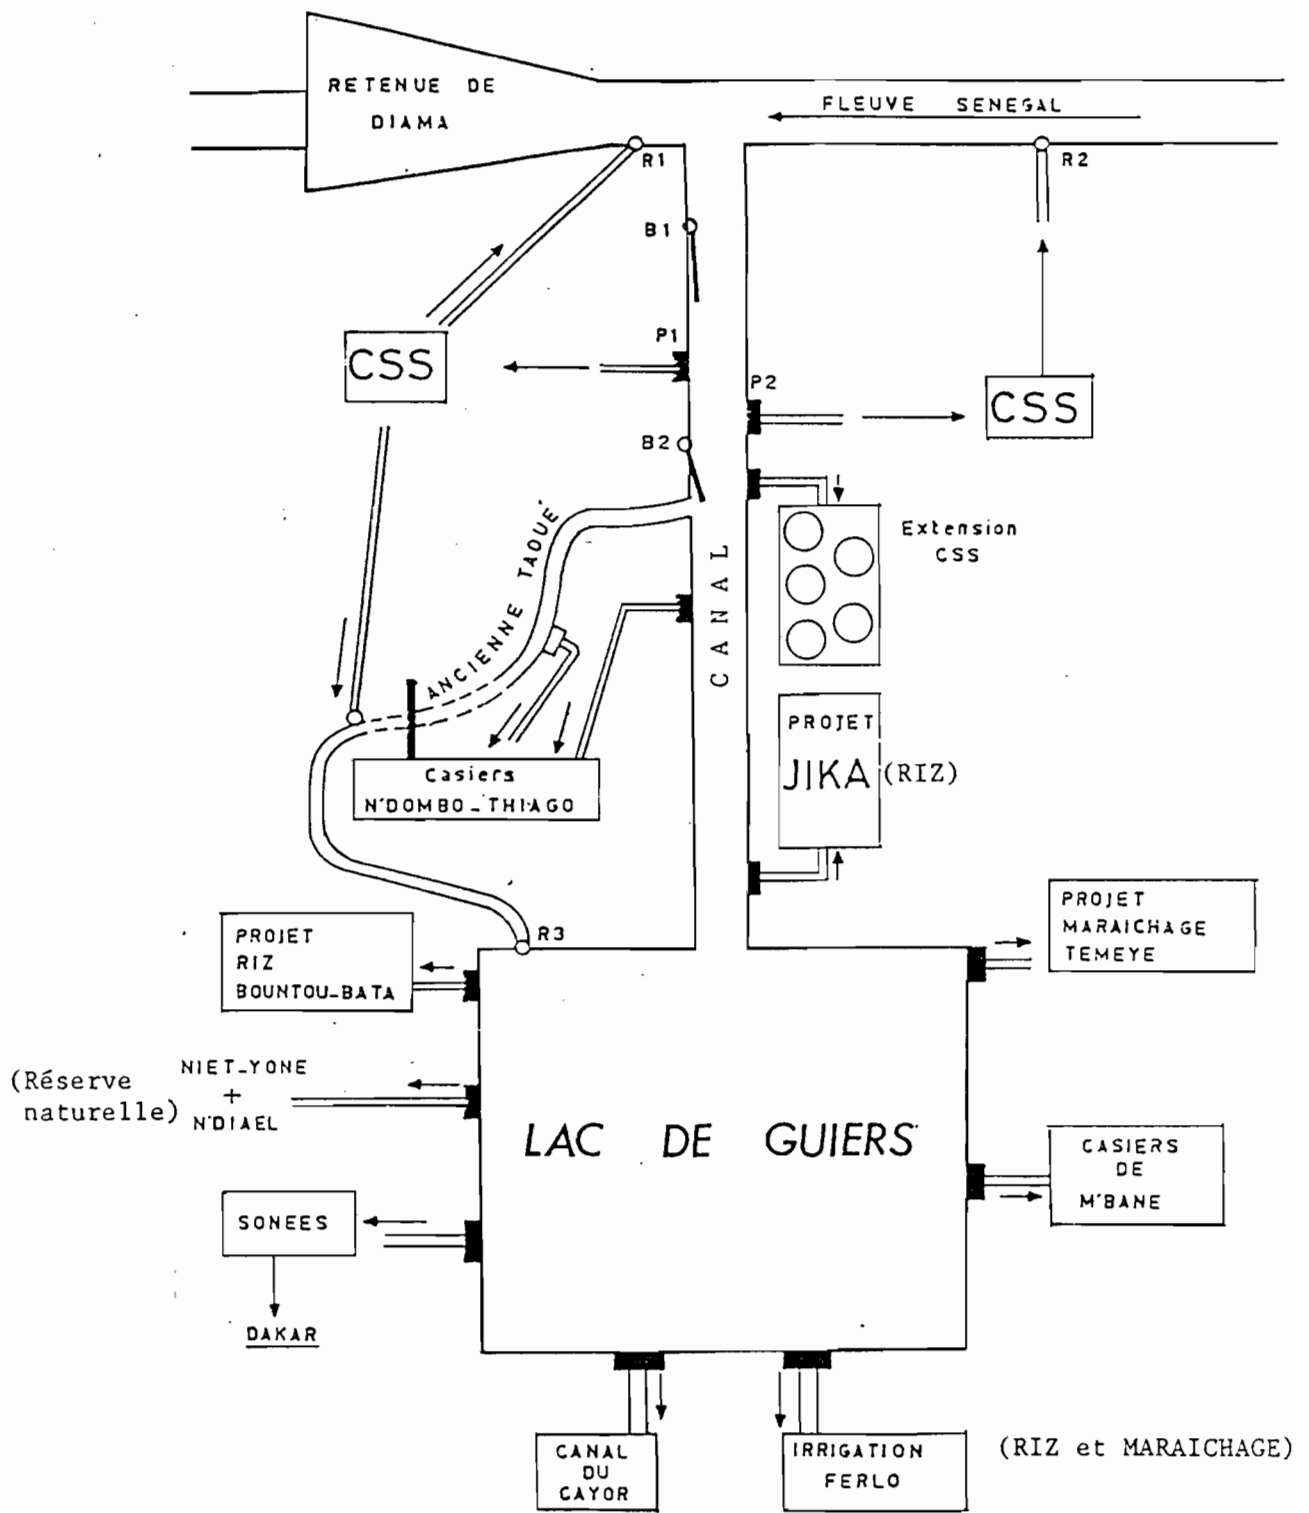 RETENUE DE
DIAMA
FLEUVE SENEGAL
R1
R2
B1
P1
CSS
P2
CSS
B2
ANCIENNE TAOUÉ
Extension
CSS
CANAL
PROJET
JIKA (RIZ)
Casiers
N'DOMBO_THIAGO
R3
PROJET
RIZ
BOUNTOU_BATA
PROJET
MARAICHAGE
TEMEYE
(Réserve
naturelle)
NIET_YONE
+
N'DIAEL
LAC DE GUIERS
CASIERS
DE
M'BANE
SONEES
DAKAR
CANAL
DU
CAYOR
IRRIGATION
FERLO
(RIZ et MARAICHAGE)